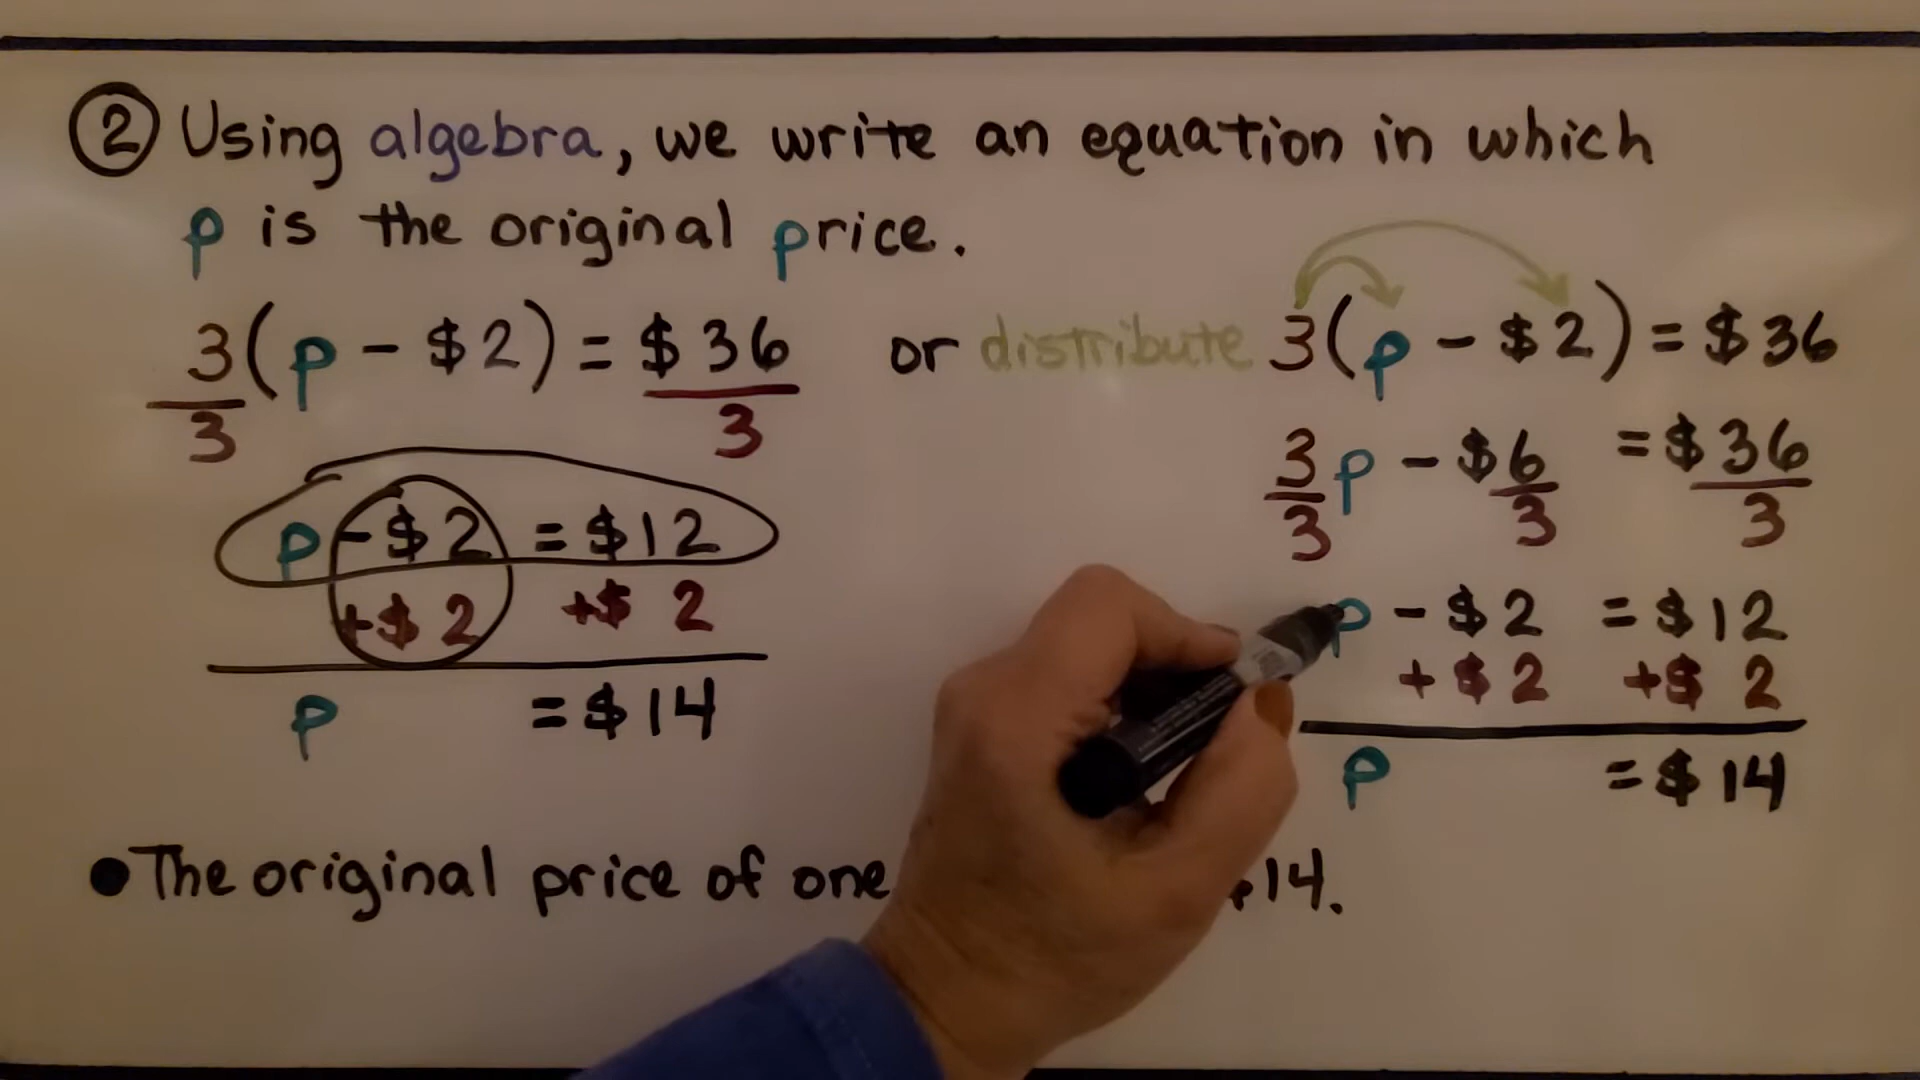 ② Using algebra, we write an equation in which
p is the original price.
3(p - $2) = $36 or distribute 3(p - $2) = $36
3 3
3p - $6 = $36
3 3 3
p - $2 = $12
+$2 +$ 2
p = $14
p - $2 = $12
+ $2 +$ 2
p = $14
• The original price of one 14.